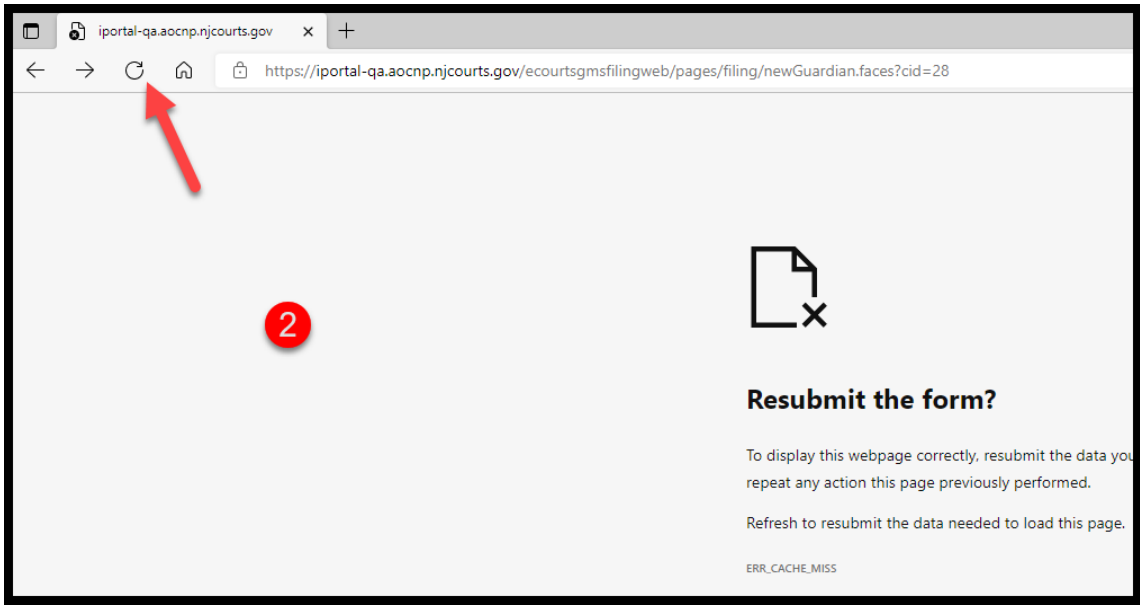 iportal-qa.aocnp.njcourts.gov
https://iportal-qa.aocnp.njcourts.gov/ecourtsgmsfilingweb/pages/filing/newGuardian.faces?cid=28
2
Resubmit the form?
To display this webpage correctly, resubmit the data you
repeat any action this page previously performed.
Refresh to resubmit the data needed to load this page.
ERR_CACHE_MISS